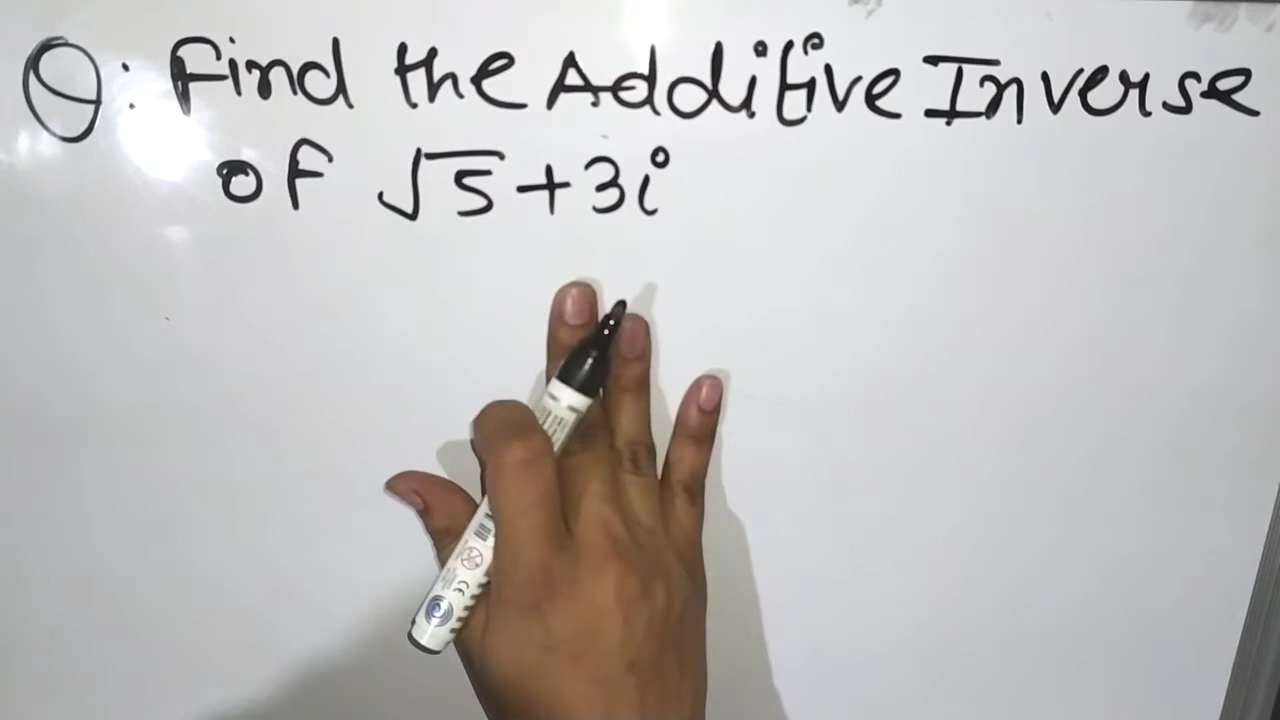 Q: Find the Additive Inverse
of √5+3i